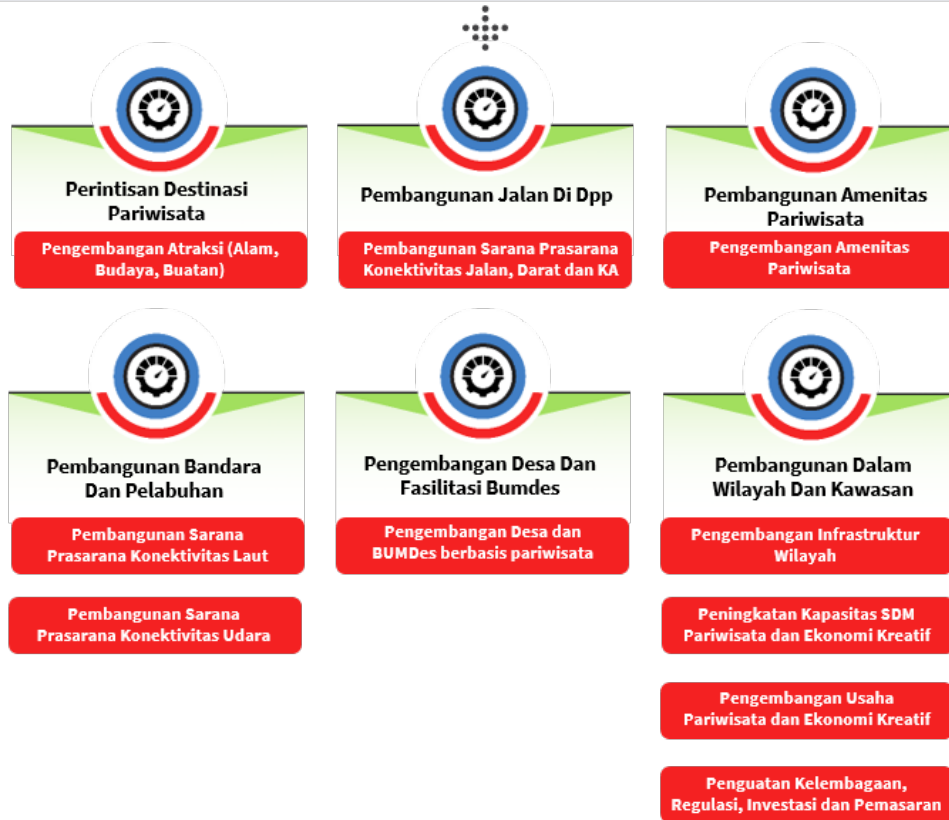 Perintisan Destinasi
Pariwisata
Pengembangan Atraksi (Alam,
Budaya, Buatan)
Pembangunan Jalan Di Dpp
Pembangunan Sarana Prasarana
Konektivitas Jalan, Darat dan KA
Pembangunan Amenitas
Pariwisata
Pengembangan Amenitas
Pariwisata
Pembangunan Bandara
Dan Pelabuhan
Pembangunan Sarana
Prasarana Konektivitas Laut
Pembangunan Sarana
Prasarana Konektivitas Udara
Pengembangan Desa Dan
Fasilitasi Bumdes
Pengembangan Desa dan
BUMDes berbasis pariwisata
Pembangunan Dalam
Wilayah Dan Kawasan
Pengembangan Infrastruktur
Wilayah
Peningkatan Kapasitas SDM
Pariwisata dan Ekonomi Kreatif
Pengembangan Usaha
Pariwisata dan Ekonomi Kreatif
Penguatan Kelembagaan,
Regulasi, Investasi dan Pemasaran